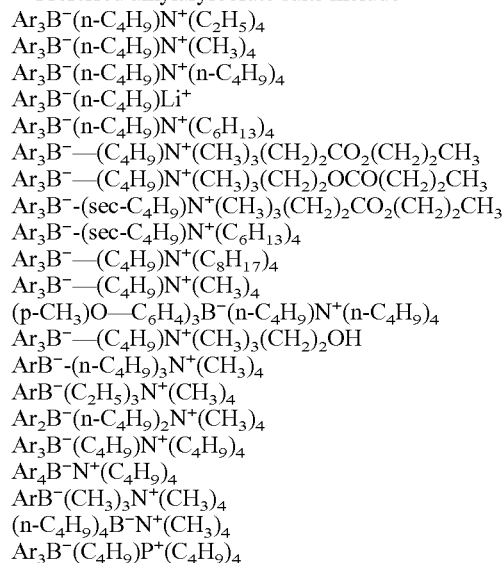 Ar₃B⁻(n-C₄H₉)N⁺(C₂H₅)₄
Ar₃B⁻(n-C₄H₉)N⁺(CH₃)₄
Ar₃B⁻(n-C₄H₉)N⁺(n-C₄H₉)₄
Ar₃B⁻(n-C₄H₉)Li⁺
Ar₃B⁻(n-C₄H₉)N⁺(C₆H₁₃)₄
Ar₃B⁻—(C₄H₉)N⁺(CH₃)₃(CH₂)₂CO₂(CH₂)₂CH₃
Ar₃B⁻—(C₄H₉)N⁺(CH₃)₃(CH₂)₂OCO(CH₂)₂CH₃
Ar₃B⁻-(sec-C₄H₉)N⁺(CH₃)₃(CH₂)₂CO₂(CH₂)₂CH₃
Ar₃B⁻-(sec-C₄H₉)N⁺(C₆H₁₃)₄
Ar₃B⁻—(C₄H₉)N⁺(C₈H₁₇)₄
Ar₃B⁻—(C₄H₉)N⁺(CH₃)₄
(p-CH₃)O—C₆H₄)₃B⁻(n-C₄H₉)N⁺(n-C₄H₉)₄
Ar₃B⁻—(C₄H₉)N⁺(CH₃)₃(CH₂)₂OH
ArB⁻-(n-C₄H₉)₃N⁺(CH₃)₄
ArB⁻(C₂H₅)₃N⁺(CH₃)₄
Ar₂B⁻(n-C₄H₉)₂N⁺(CH₃)₄
Ar₃B⁻(C₄H₉)N⁺(C₄H₉)₄
Ar₄B⁻N⁺(C₄H₉)₄
ArB⁻(CH₃)₃N⁺(CH₃)₄
(n-C₄H₉)₄B⁻N⁺(CH₃)₄
Ar₃B⁻(C₄H₉)P⁺(C₄H₉)₄